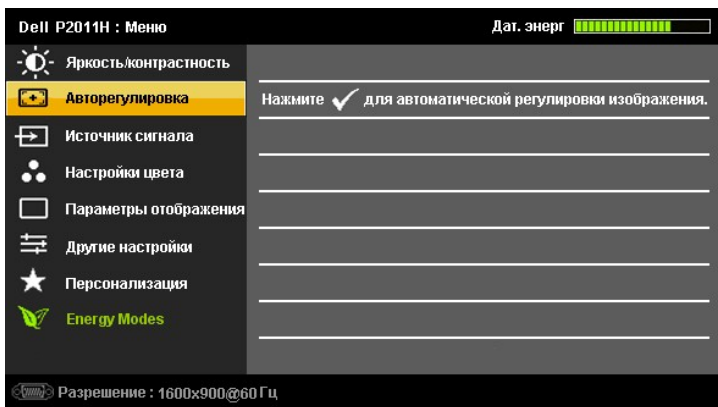 Dell P2011H : Меню
Дат. энерг
Яркость/контрастность
Авторегулировка
Нажмите для автоматической регулировки изображения.
Источник сигнала
Настройки цвета
Параметры отображения
Другие настройки
Персонализация
Energy Modes
Разрешение : 1600x900@60 Гц